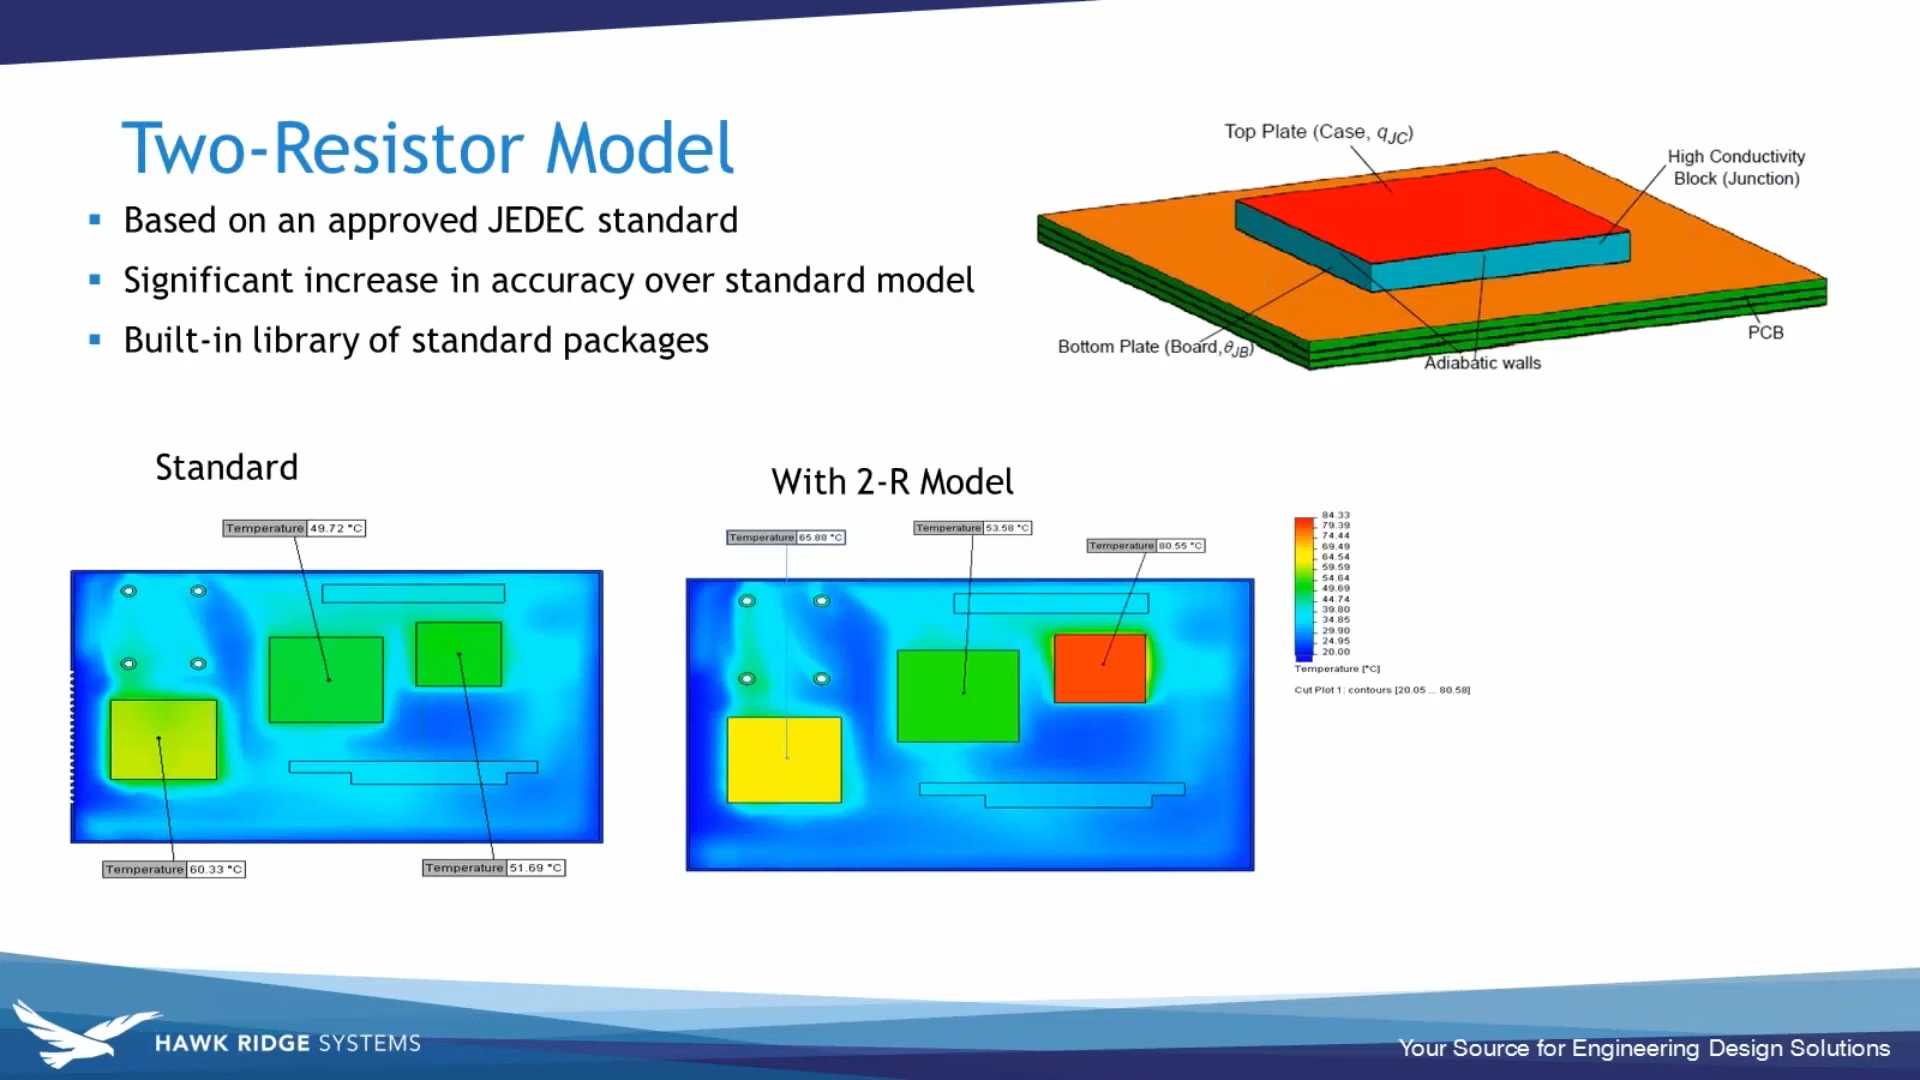 Two-Resistor Model
Based on an approved JEDEC standard
Significant increase in accuracy over standard model
Built-in library of standard packages
Top Plate (Case, qJC)
High Conductivity
Block (Junction)
Bottom Plate (Board,θJB)
Adiabatic walls
PCB
Standard
Temperature 49.72 °C
Temperature 60.33 °C
Temperature 51.69 °C
With 2-R Model
Temperature 65.88 °C
Temperature 53.58 °C
Temperature 80.55 °C
84.33
79.39
74.44
69.49
64.54
59.59
54.64
49.69
44.74
39.80
34.85
29.90
24.95
20.00
Temperature [°C]
Cut Plot 1: contours [20.05 ... 80.58]
HAWK RIDGE SYSTEMS
Your Source for Engineering Design Solutions